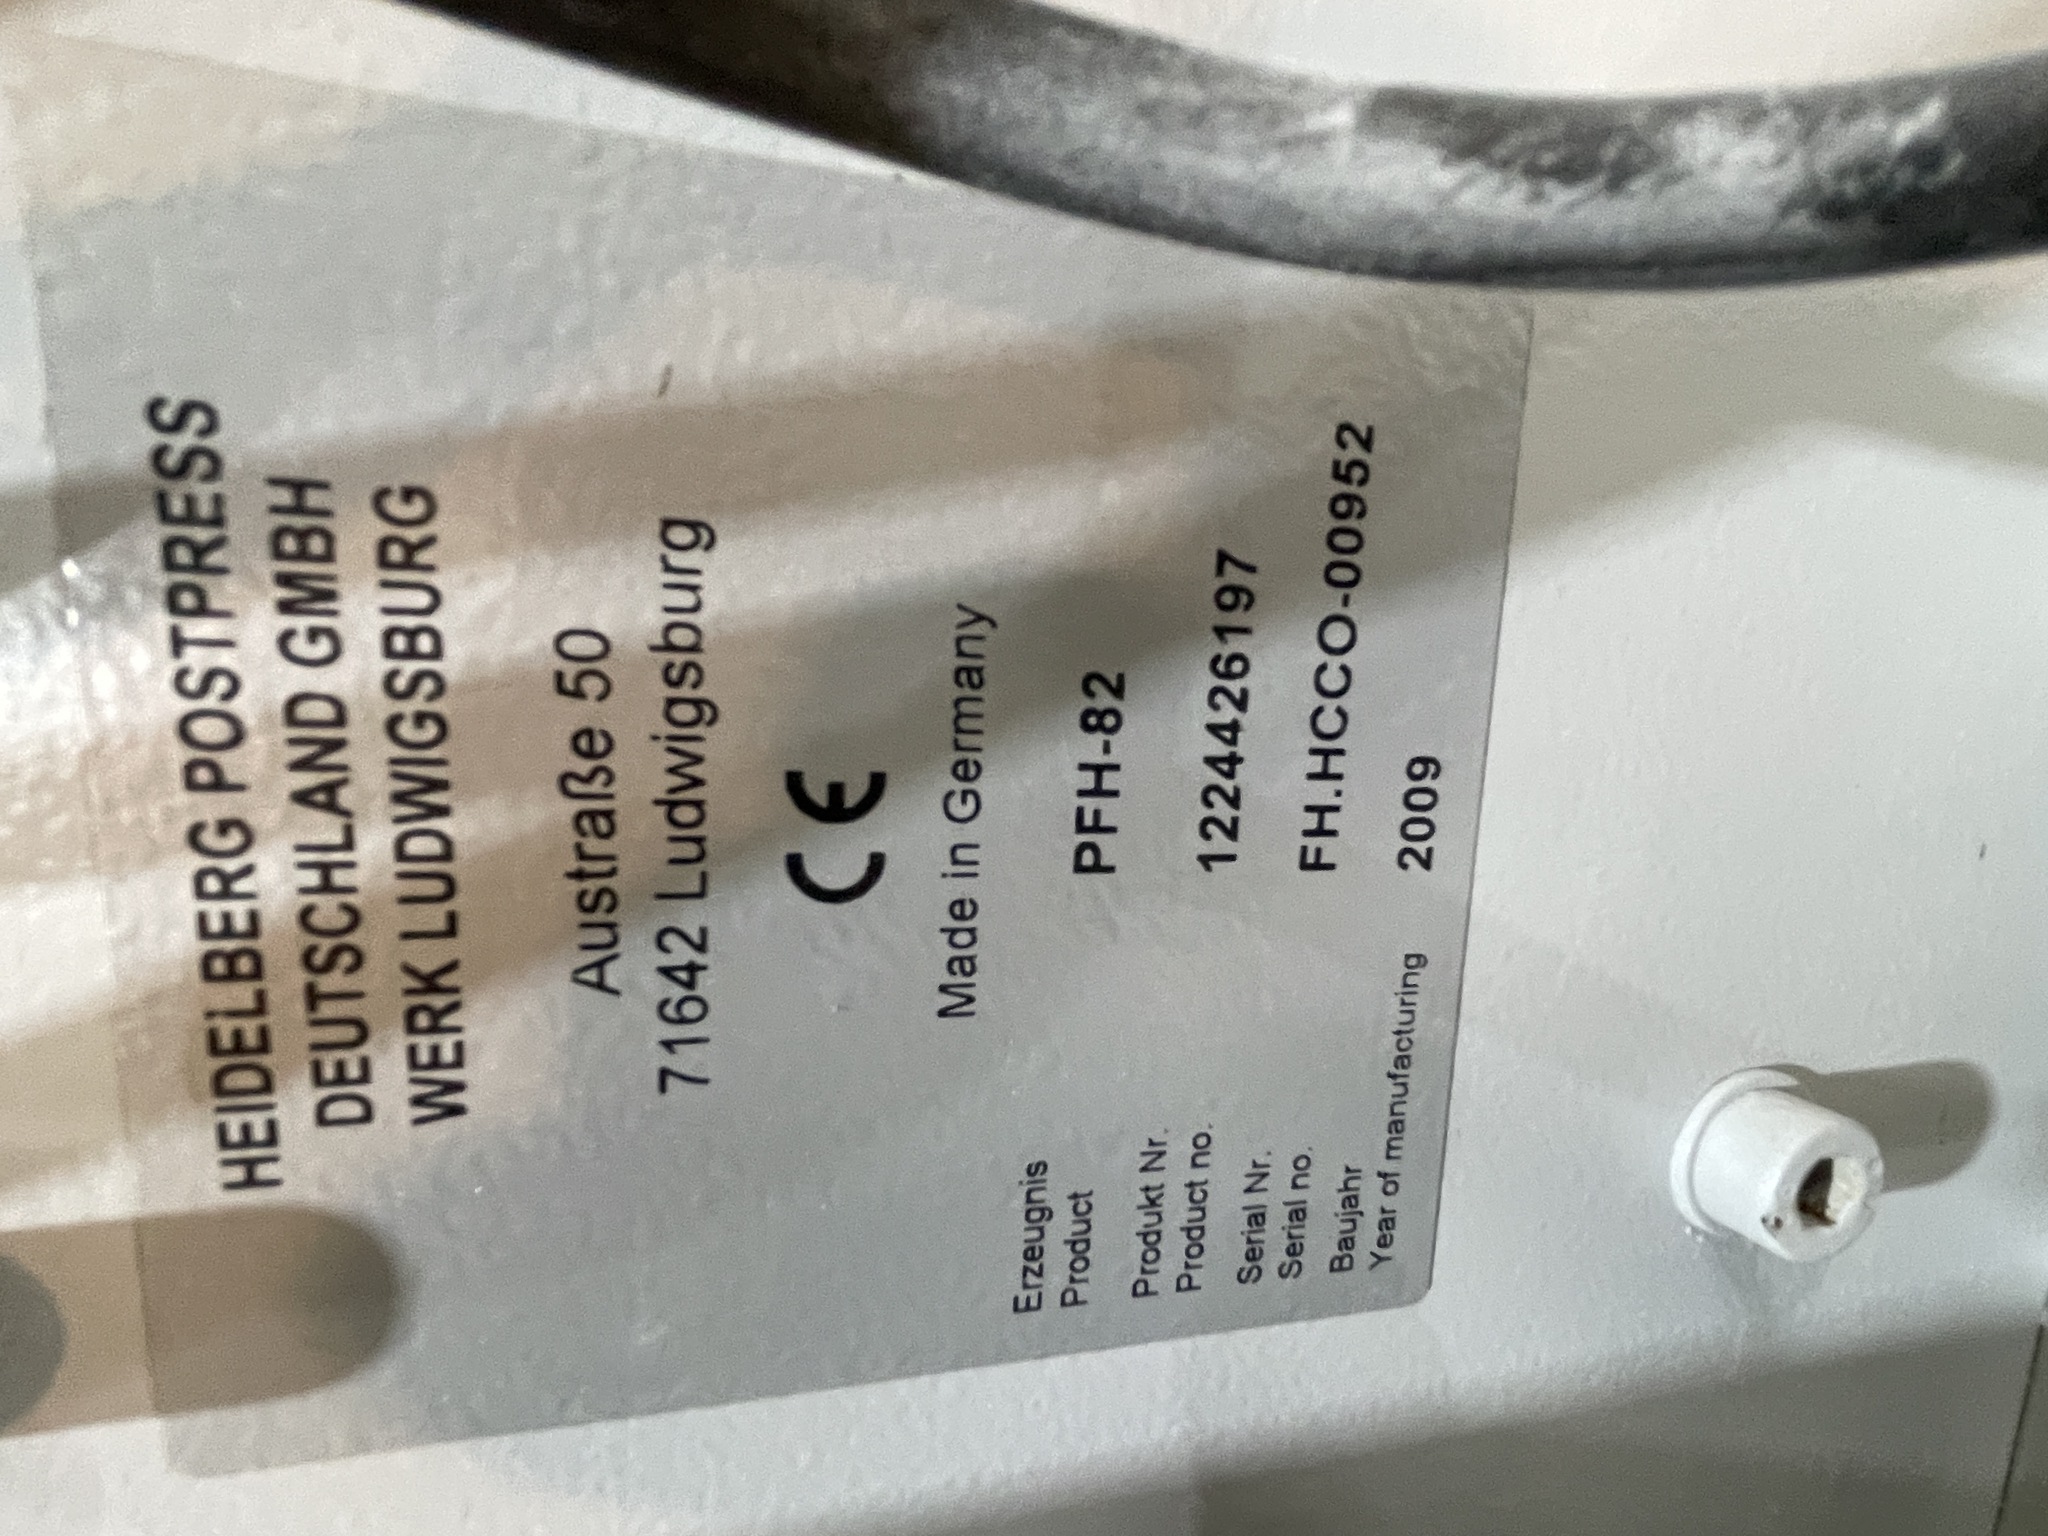 HEIDELBERG POSTPRESS
DEUTSCHLAND GMBH
WERK LUDWIGSBURG
Austraße 50
71642 Ludwigsburg
CE
Made in Germany
Erzeugnis
Product PFH-82
Produkt Nr.
Product no. 1224426197
Serial Nr.
Serial no. FH.HCCO-00952
Baujahr
Year of manufacturing 2009